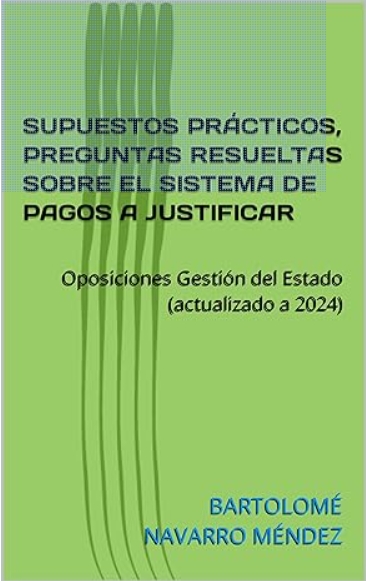 SUPUESTOS PRÁCTICOS,
PREGUNTAS RESUELTAS
SOBRE EL SISTEMA DE
PAGOS A JUSTIFICAR
Oposiciones Gestión del Estado
(actualizado a 2024)
BARTOLOMÉ
NAVARRO MÉNDEZ